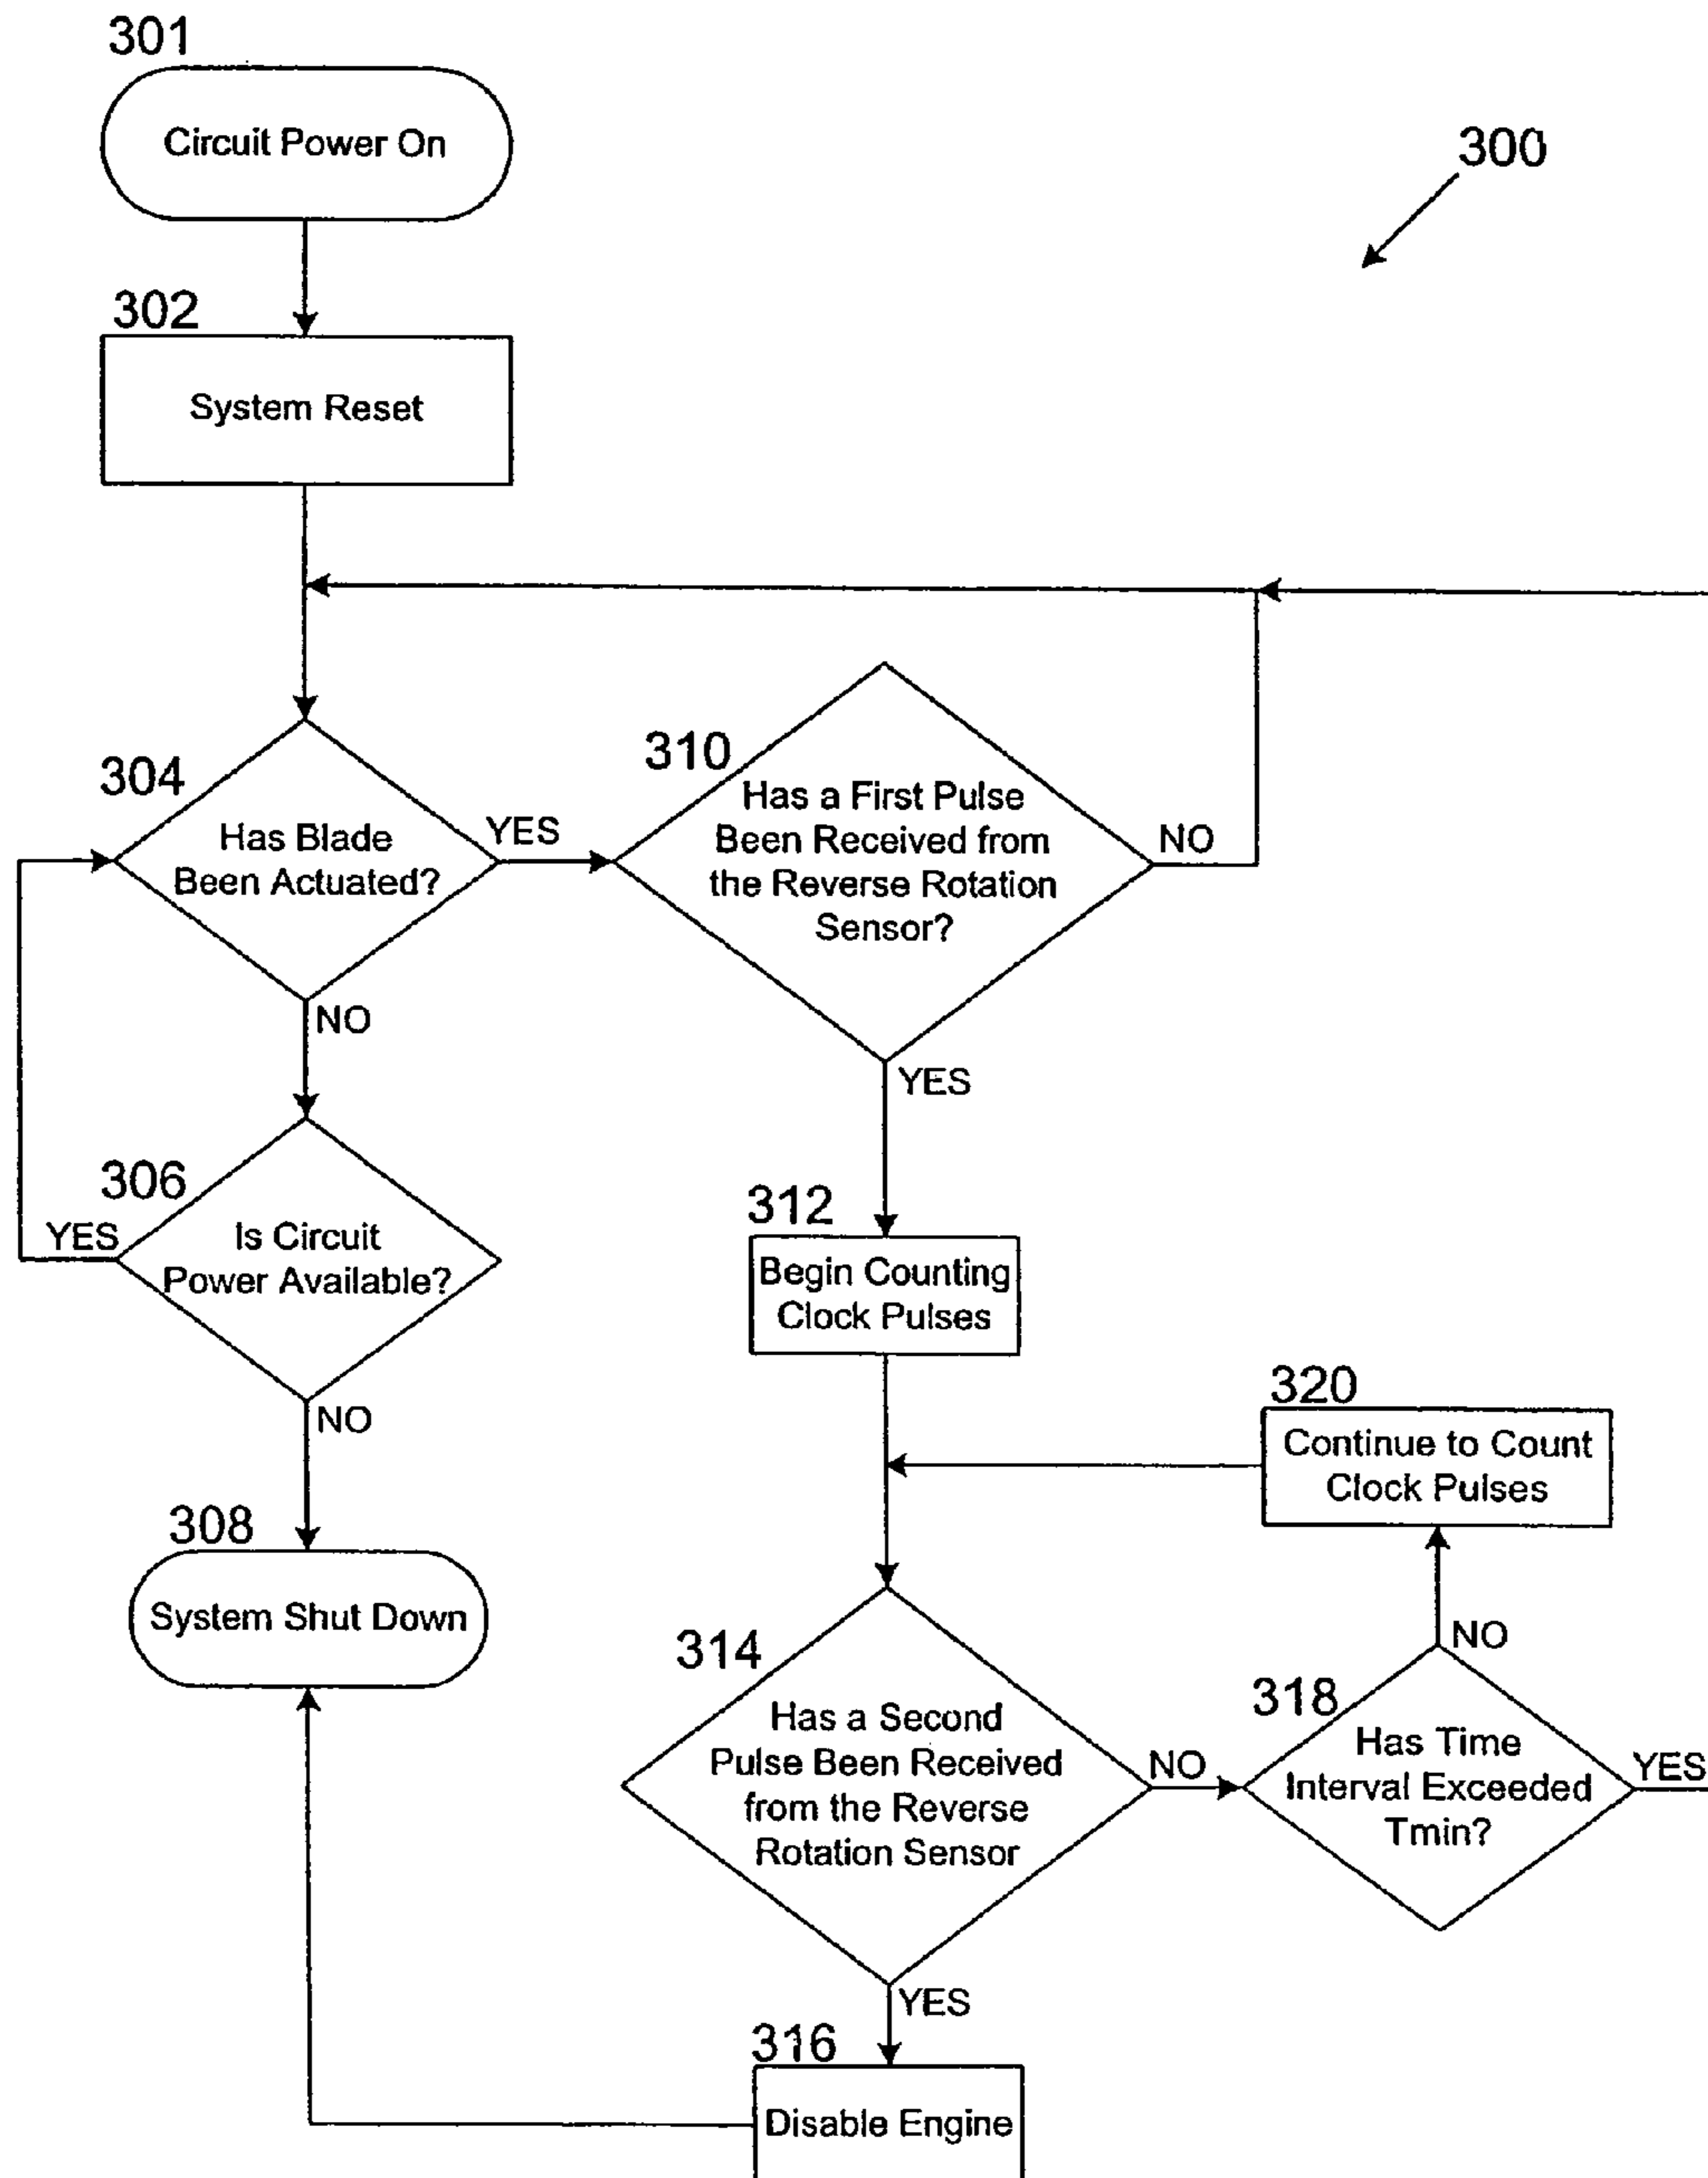 301
Circuit Power On
300
302
System Reset
304
Has Blade
Been Actuated?
YES
NO
310
Has a First Pulse
Been Received from
the Reverse Rotation
Sensor?
NO
YES
306
Is Circuit
Power Available?
YES
NO
312
Begin Counting
Clock Pulses
320
Continue to Count
Clock Pulses
308
System Shut Down
314
Has a Second
Pulse Been Received
from the Reverse
Rotation Sensor
NO
YES
318
Has Time
Interval Exceeded
Tmin?
NO
YES
316
Disable Engine